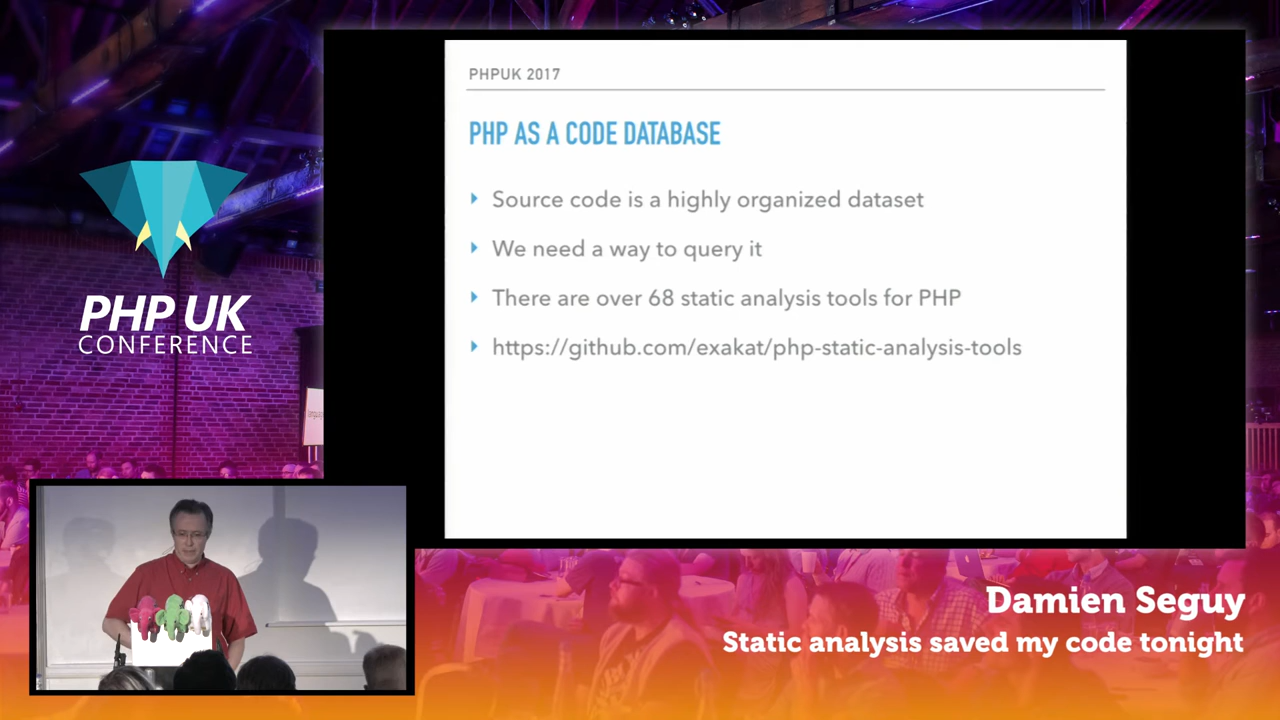 PHPUK 2017
PHP AS A CODE DATABASE
Source code is a highly organized dataset
We need a way to query it
There are over 68 static analysis tools for PHP
https://github.com/exakat/php-static-analysis-tools
PHP UK
CONFERENCE
Damien Seguy
Static analysis saved my code tonight